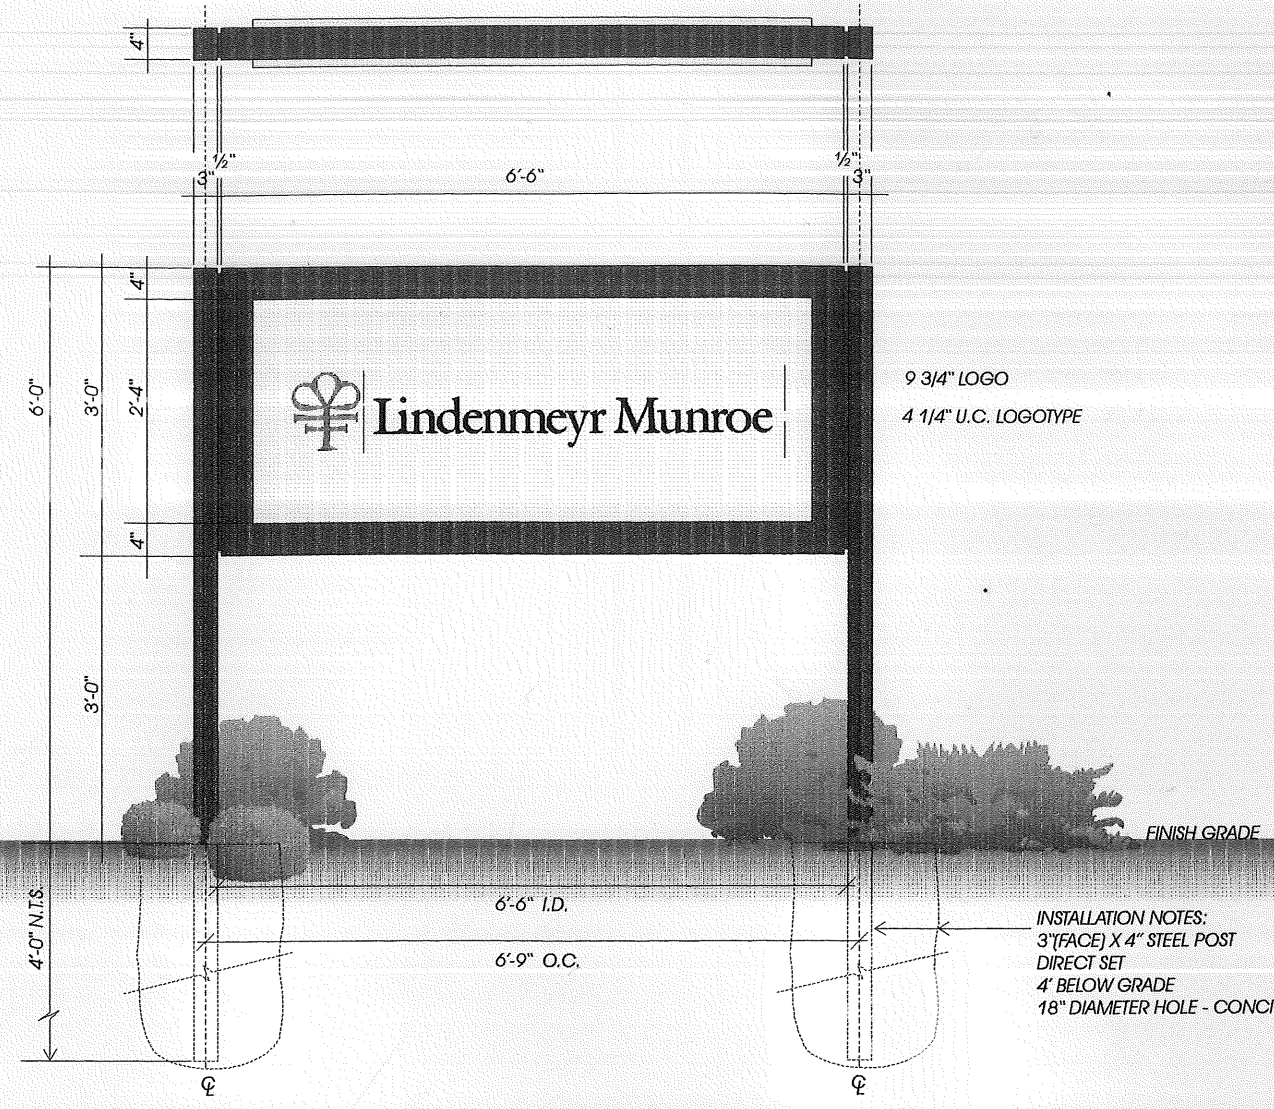 4"
½"
½"
3"
6'-6"
3"
4"
6'-0"
3'-0"
2'-4"
9 3/4" LOGO
Lindenmeyr Munroe
4 1/4" U.C. LOGOTYPE
4"
3'-0"
FINISH GRADE
4'-0" N.T.S.
6'-6" I.D.
INSTALLATION NOTES:
3"(FACE) X 4" STEEL POST
6'-9" O.C.
DIRECT SET
4' BELOW GRADE
18" DIAMETER HOLE - CONC
℄
℄